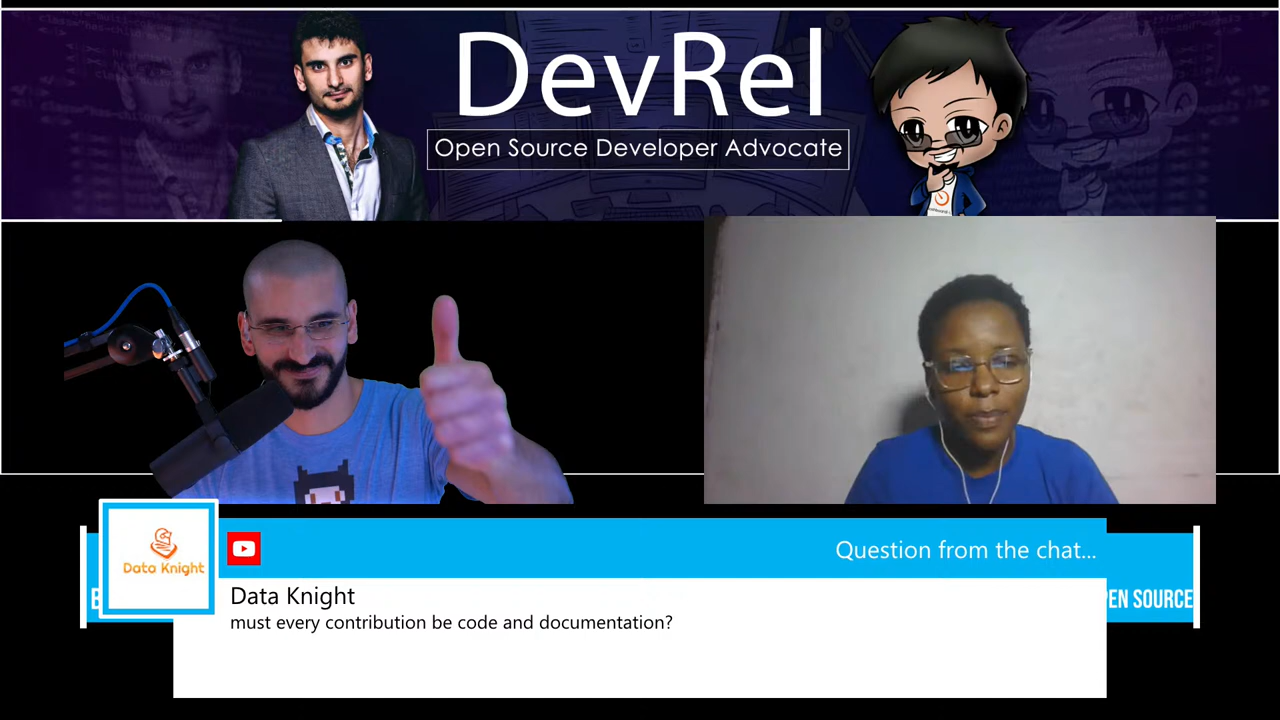 DevRel
Open Source Developer Advocate
Question from the chat...
Data Knight
Data Knight
must every contribution be code and documentation?
PEN SOURCE